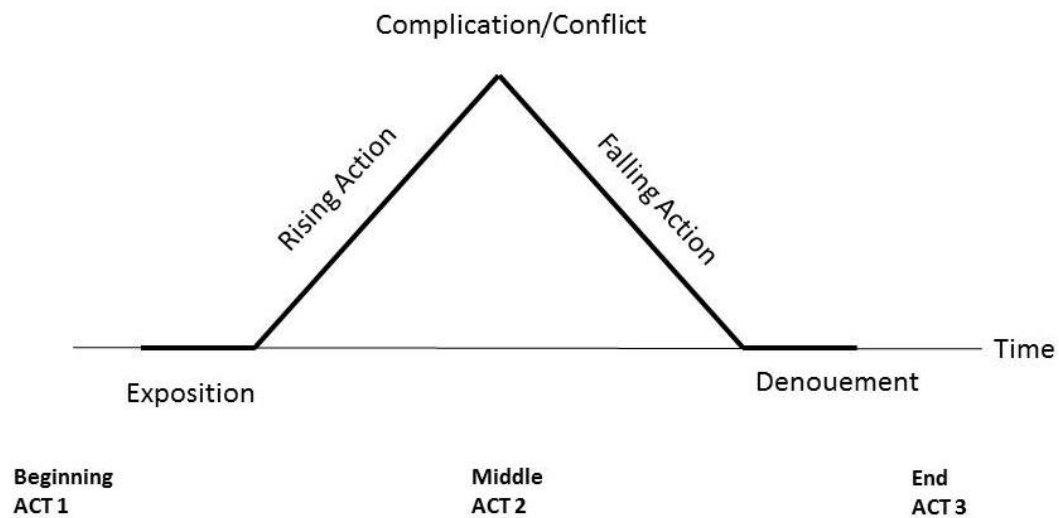 Complication/Conflict
Rising Action
Falling Action
Time
Exposition
Denouement
Beginning
ACT 1
Middle
ACT 2
End
ACT 3